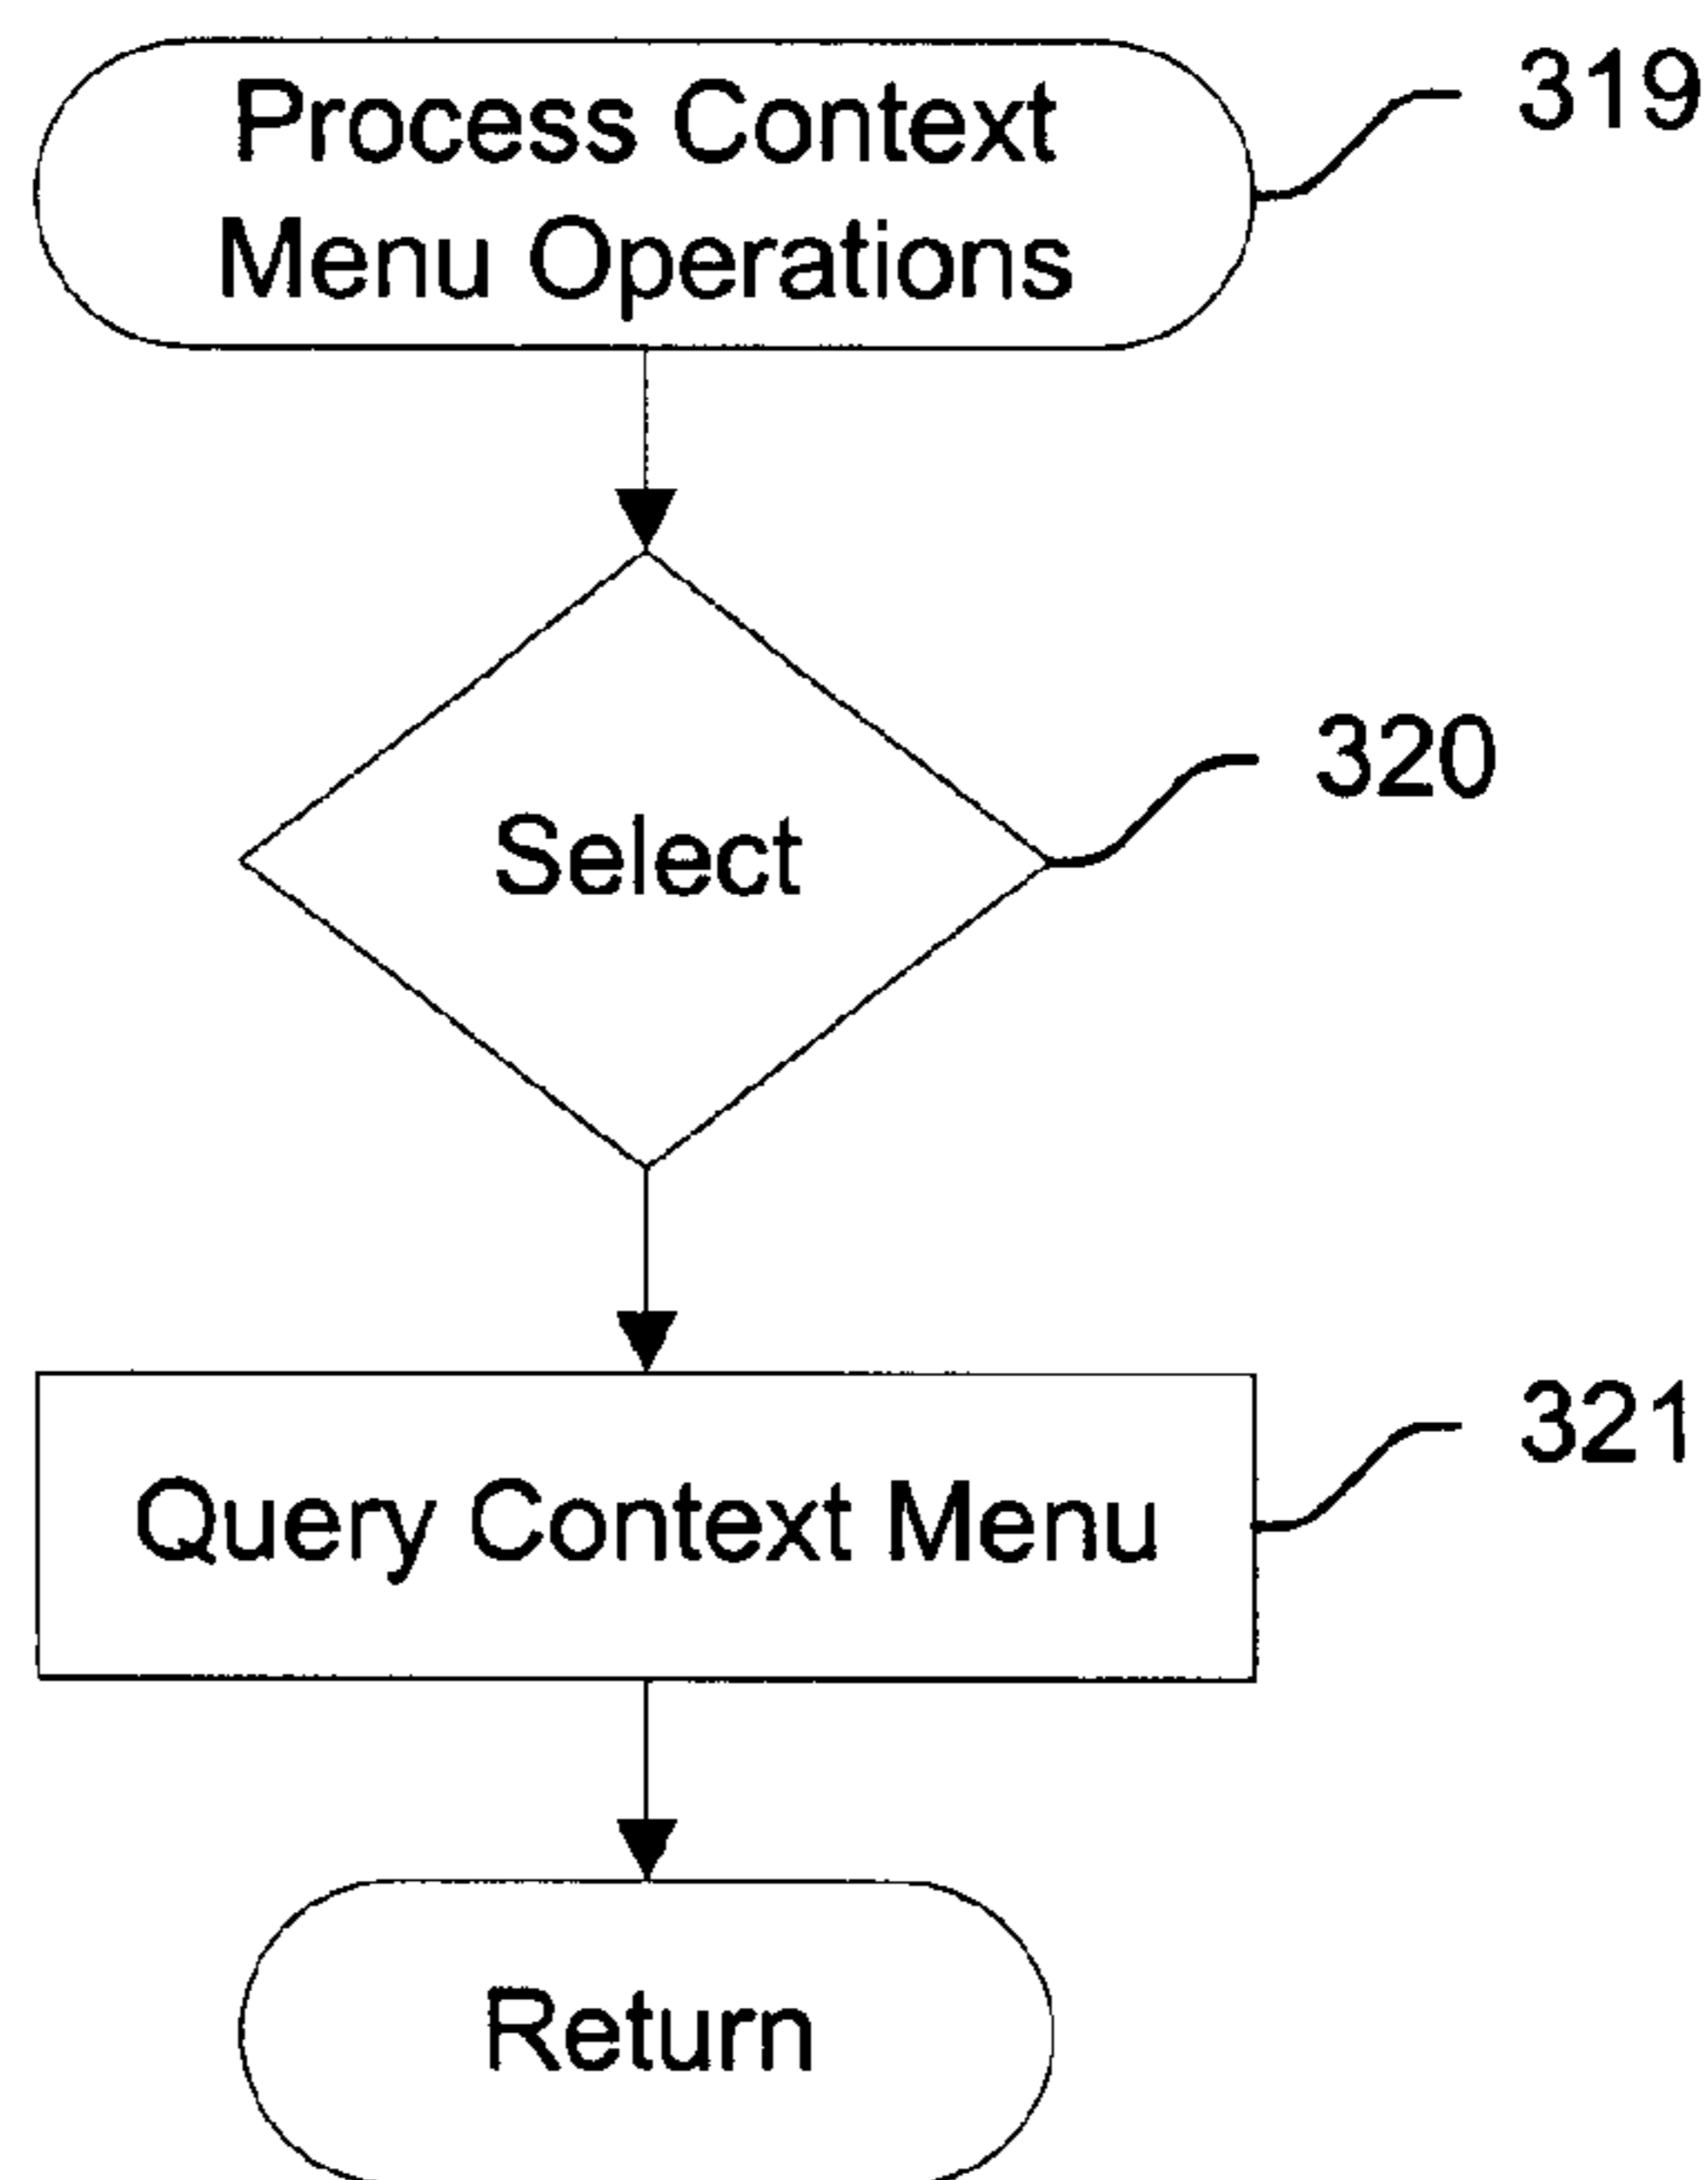 Process Context
Menu Operations
319
Select
320
Query Context Menu
321
Return